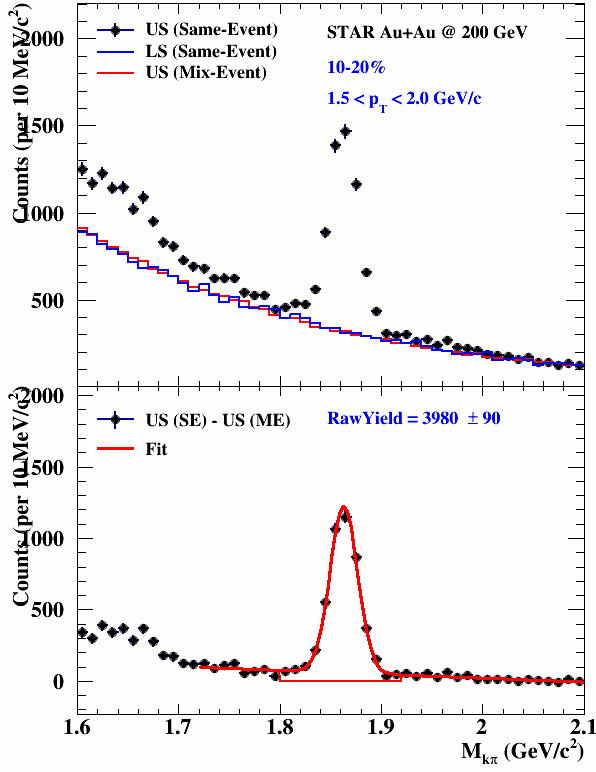 Counts (per 10 MeV/c²)
2000
1500
1000
500
US (Same-Event)
LS (Same-Event)
US (Mix-Event)
STAR Au+Au @ 200 GeV
10-20%
1.5 < p_T < 2.0 GeV/c
Counts (per 10 MeV/c²)
2000
1500
1000
500
0
US (SE) - US (ME)
Fit
RawYield = 3980 ± 90
1.6 1.7 1.8 1.9 2 2.1
M_kπ (GeV/c²)